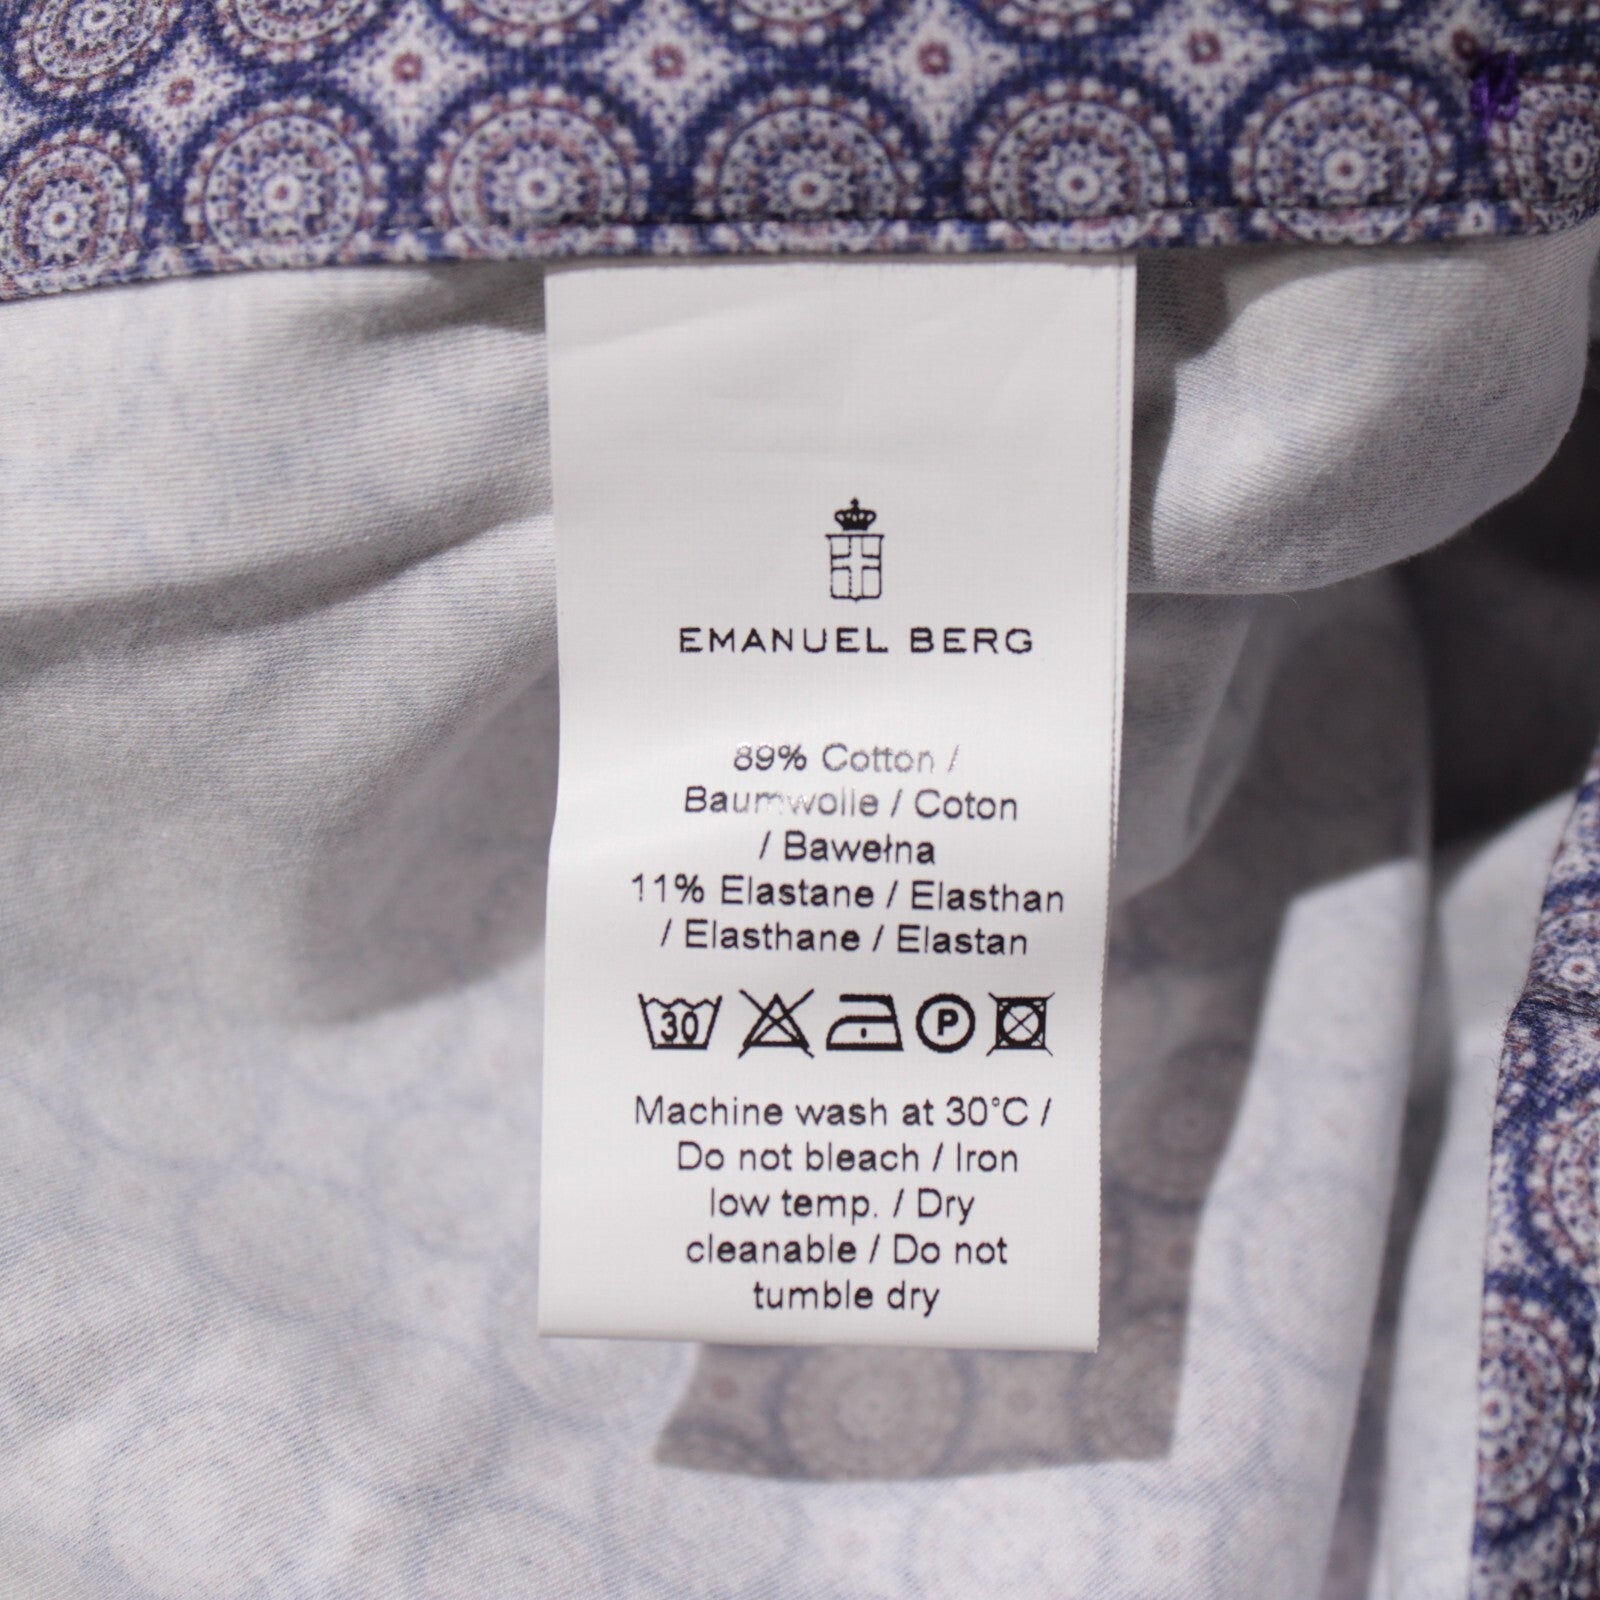 EMANUEL BERG
89% Cotton /
Baumwolle / Coton
/ Bawełna
11% Elastane / Elasthan
/ Elasthane / Elastan
30 P
Machine wash at 30°C /
Do not bleach / Iron
low temp. / Dry
cleanable / Do not
tumble dry